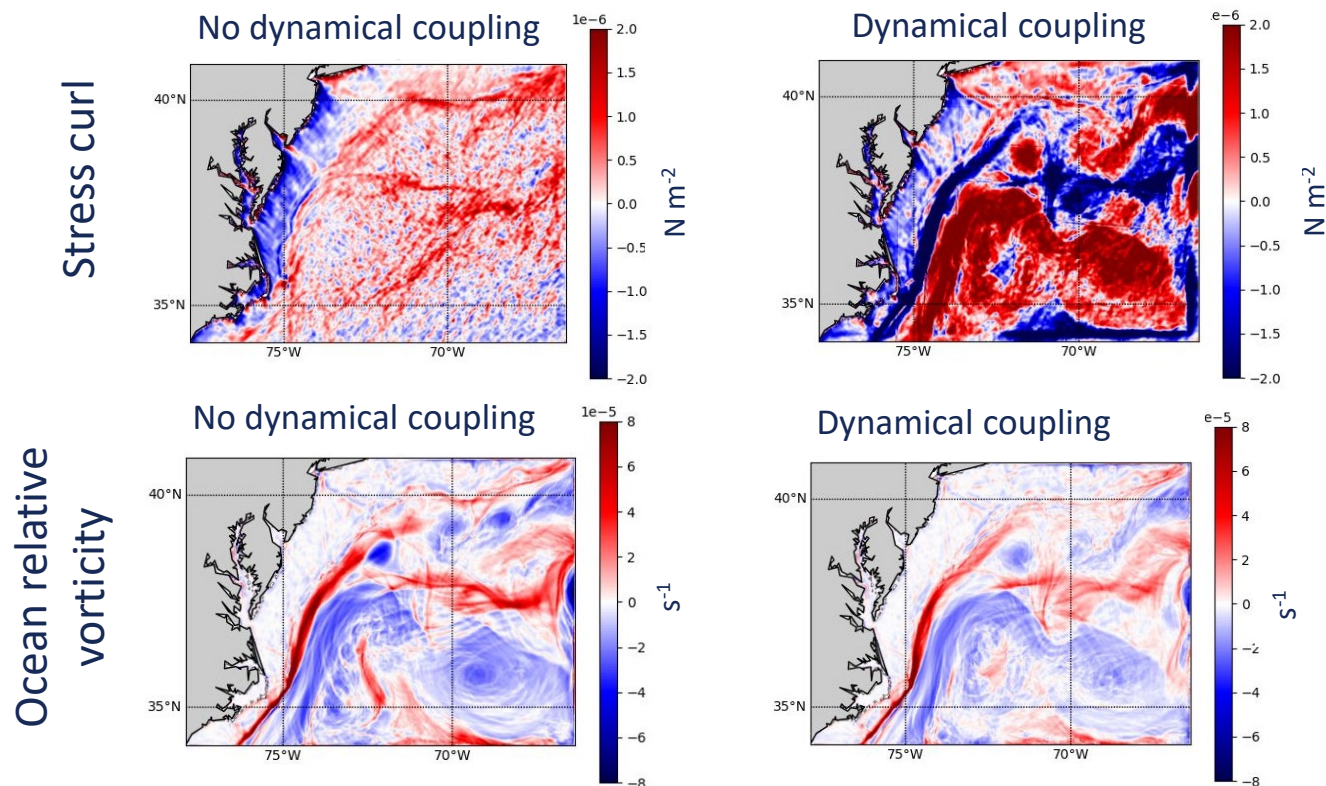 No dynamical coupling
Dynamical coupling
Stress curl
1e-6
2.0
1.5
1.0
0.5
0.0
−0.5
−1.0
−1.5
−2.0
N m-2
40°N
35°N
75°W
70°W
1e-6
2.0
1.5
1.0
0.5
0.0
−0.5
−1.0
−1.5
−2.0
N m-2
40°N
35°N
75°W
70°W
No dynamical coupling
Dynamical coupling
Ocean relative
vorticity
1e-5
8
6
4
2
0
−2
−4
−6
−8
s-1
40°N
35°N
75°W
70°W
e-5
8
6
4
2
0
−2
−4
−6
−8
s-1
40°N
35°N
75°W
70°W